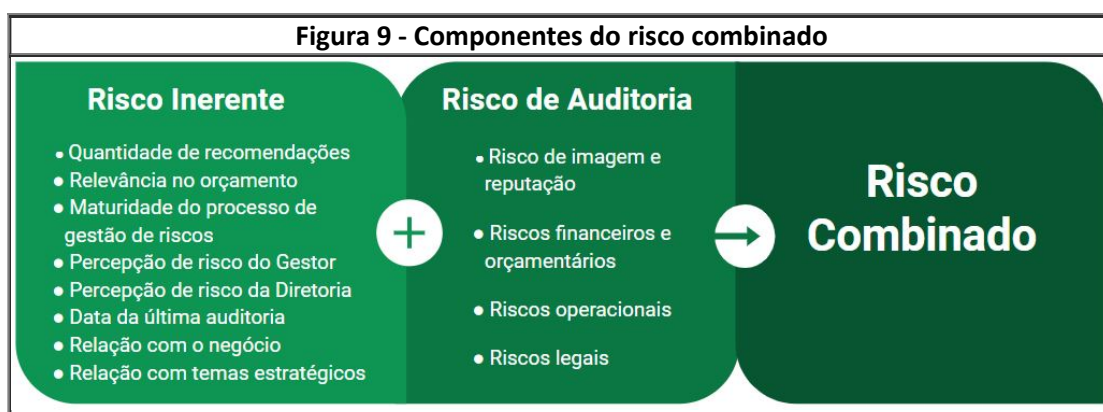 Figura 9 - Componentes do risco combinado
Risco Inerente
● Quantidade de recomendações
● Relevância no orçamento
● Maturidade do processo de
gestão de riscos
● Percepção de risco do Gestor
● Percepção de risco da Diretoria
● Data da última auditoria
● Relação com o negócio
● Relação com temas estratégicos
+
Risco de Auditoria
● Risco de imagem e
reputação
● Riscos financeiros e
orçamentários
● Riscos operacionais
● Riscos legais
→
Risco
Combinado